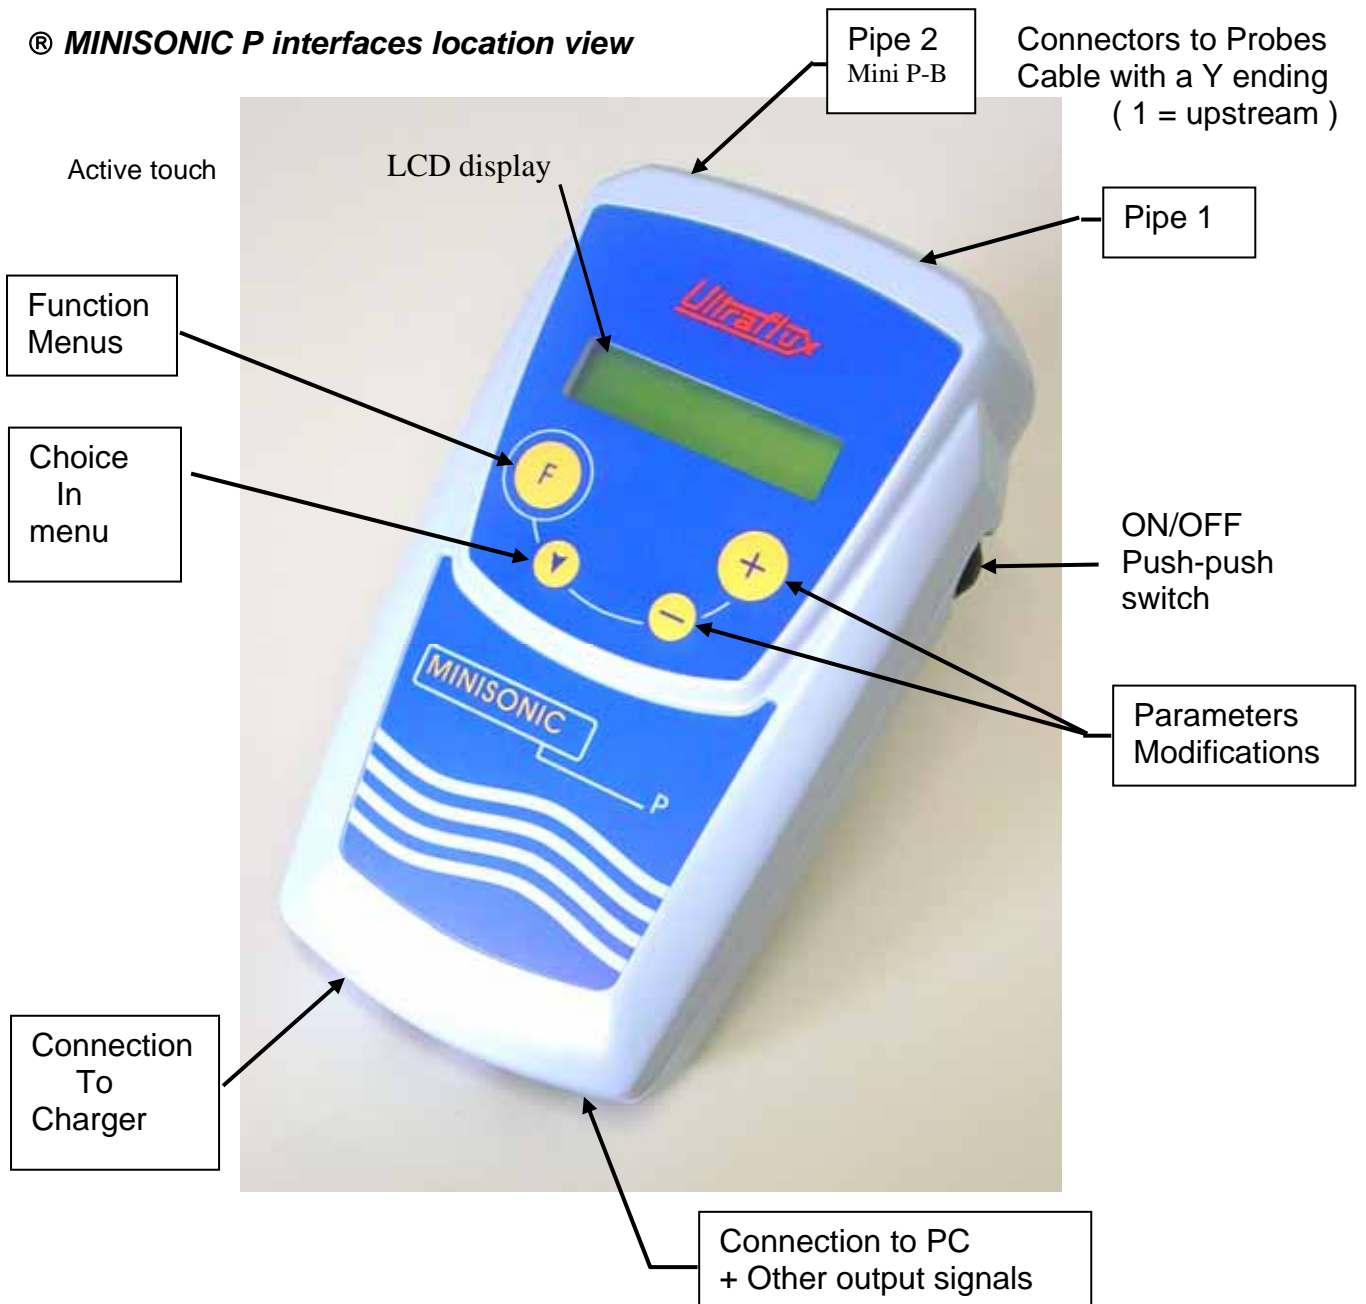 ® MINISONIC P interfaces location view
Pipe 2
Mini P-B
Connectors to Probes
Cable with a Y ending
( 1 = upstream )
Active touch
LCD display
Pipe 1
Function
Menus
Ultraflux
Choice
In
menu
F
+
−
ON/OFF
Push-push
switch
MINISONIC
P
Parameters
Modifications
Connection
To
Charger
Connection to PC
+ Other output signals